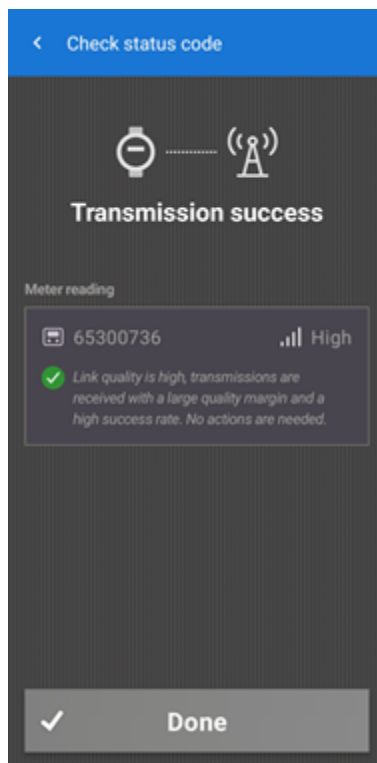 Check status code
Transmission success
Meter reading
65300736 High
Link quality is high, transmissions are
received with a large quality margin and a
high success rate. No actions are needed.
Done